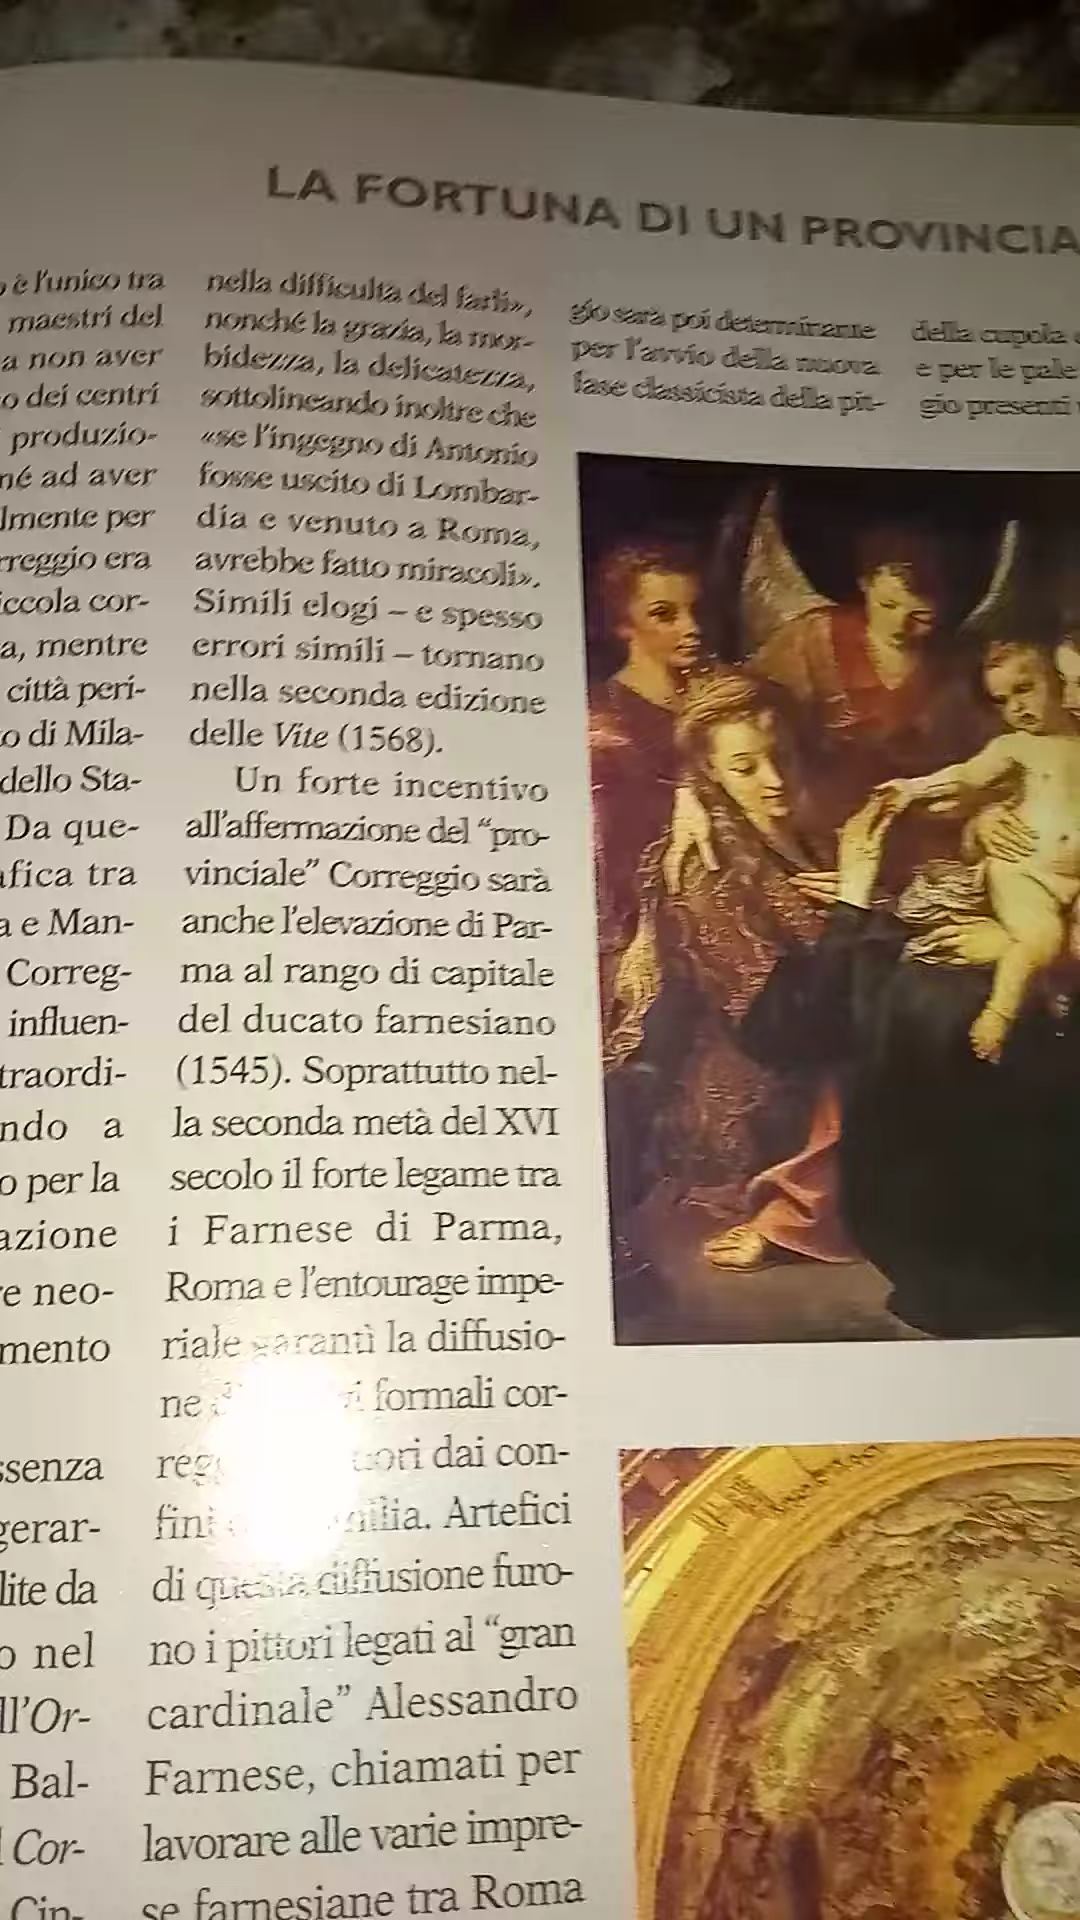 LA FORTUNA DI UN PROVINCIA
è l'unico tra
maestri del
a non aver
o dei centri
produzio-
né ad aver
lmente per
rreggio era
iccola cor-
a, mentre
città peri-
o di Mila-
dello Sta-
Da que-
afica tra
a e Man-
Correg-
influen-
traordi-
ndo a
o per la
azione
re neo-
mento
ssenza
gerar-
lite da
o nel
ll'Or-
Bal-
Cor-
Cin-
nella difficultà del farli»,
nonché la grazia, la mor-
bidezza, la delicatezza,
sottolineando inoltre che
«se l'ingegno di Antonio
fosse uscito di Lombar-
dia e venuto a Roma,
avrebbe fatto miracoli».
Simili elogi – e spesso
errori simili – tornano
nella seconda edizione
delle Vite (1568).
Un forte incentivo
all'affermazione del “pro-
vinciale” Correggio sarà
anche l'elevazione di Par-
ma al rango di capitale
del ducato farnesiano
(1545). Soprattutto nel-
la seconda metà del XVI
secolo il forte legame tra
i Farnese di Parma,
Roma e l'entourage impe-
riale garantì la diffusio-
ne formali cor-
dai con-
Artefici
di questa diffusione furo-
no i pittori legati al “gran
cardinale” Alessandro
Farnese, chiamati per
lavorare alle varie impre-
se farnesiane tra Roma
gio sarà poi determinante
per l'avvio della nuova
fase classicista della pit-
della cupola
e per le pale
gio presenti